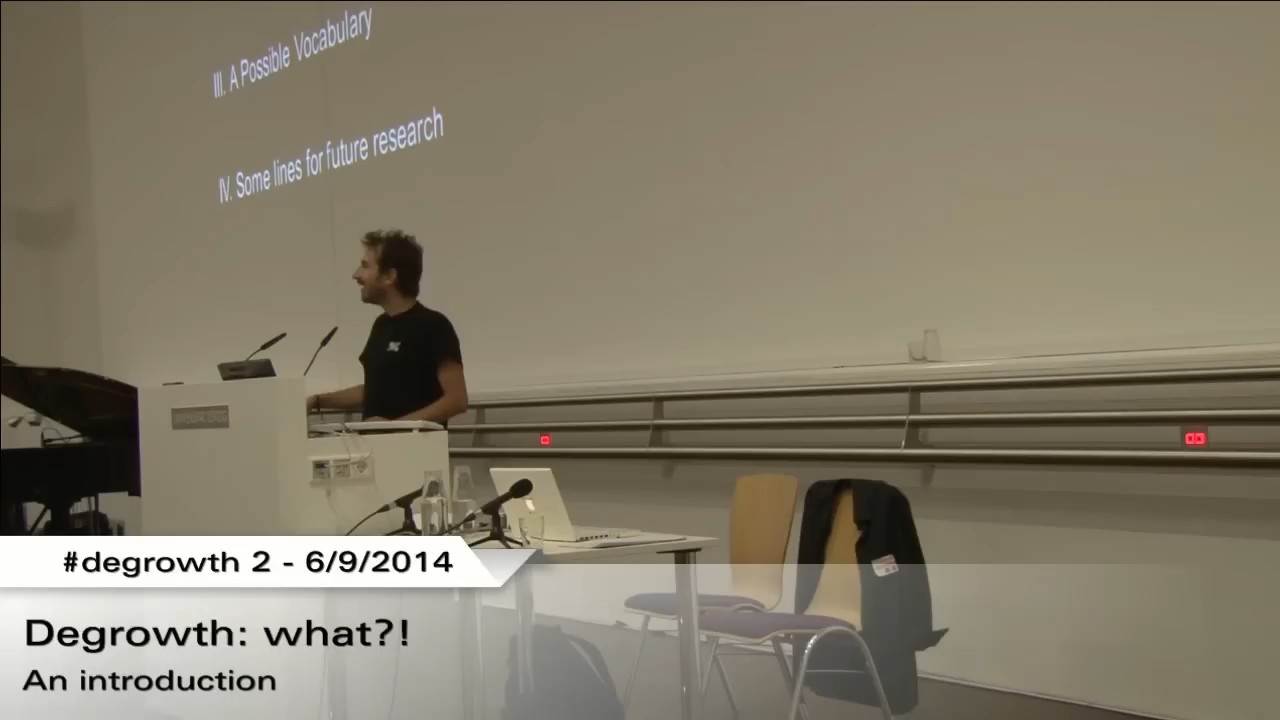 III. A Possible Vocabulary
IV. Some lines for future research
#degrowth 2 - 6/9/2014
Degrowth: what?!
An introduction